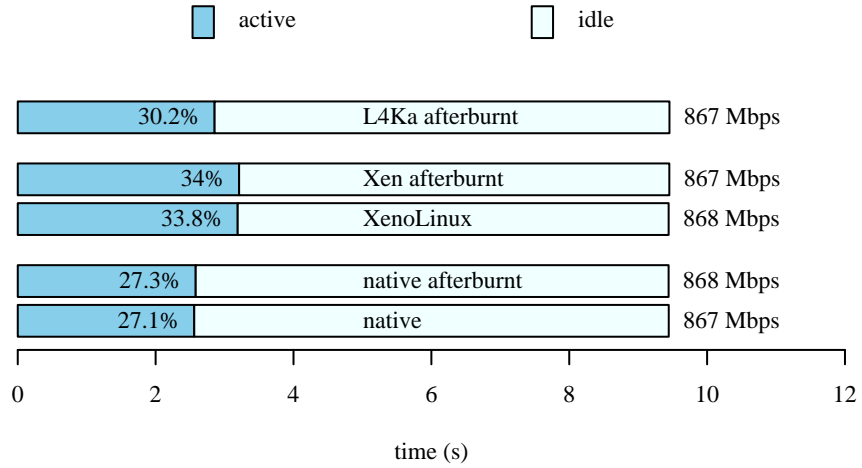 active idle
30.2% L4Ka afterburnt 867 Mbps
34% Xen afterburnt 867 Mbps
33.8% XenoLinux 868 Mbps
27.3% native afterburnt 868 Mbps
27.1% native 867 Mbps
0 2 4 6 8 10 12
time (s)